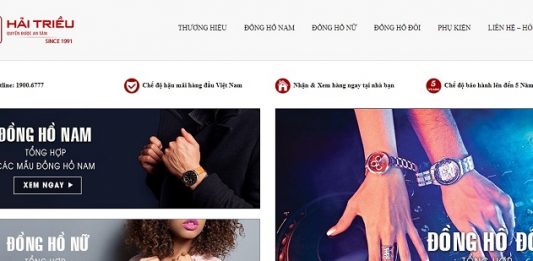 HẢI TRIỀU
QUYỀN ĐƯỢC AN TÂM
SINCE 1991
THƯƠNG HIỆU ĐỒNG HỒ NAM ĐỒNG HỒ NỮ ĐỒNG HỒ ĐÔI PHỤ KIỆN LIÊN HỆ – HỎ
tline: 1900.6777 Chế độ hậu mãi hàng đầu Việt Nam Nhận & Xem hàng ngay tại nhà bạn. 5 Chế độ bảo hành lên đến 5 Năm
ĐỒNG HỒ NAM
TỔNG HỢP
CÁC MẪU ĐỒNG HỒ NAM
XEM NGAY
ĐỒNG HỒ NỮ
TỔNG HỢP
ĐỒNG HỒ Đ
TỔNG HỢP